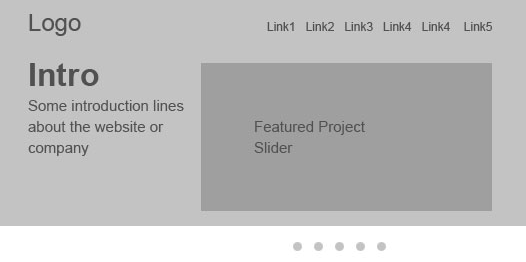 Logo
Link1 Link2 Link3 Link4 Link4 Link5
Intro
Some introduction lines
about the website or
company
Featured Project
Slider